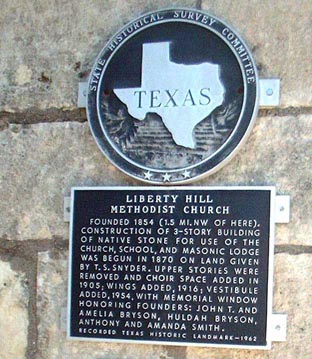 STATE HISTORICAL SURVEY COMMITTEE
TEXAS
LIBERTY HILL
METHODIST CHURCH
FOUNDED 1854 (1.5 MI. NW OF HERE).
CONSTRUCTION OF 3-STORY BUILDING
OF NATIVE STONE FOR USE OF THE
CHURCH, SCHOOL, AND MASONIC LODGE
WAS BEGUN IN 1870 ON LAND GIVEN
BY T. S. SNYDER. UPPER STORIES WERE
REMOVED AND CHOIR SPACE ADDED IN
1905; WINGS ADDED, 1916; VESTIBULE
ADDED, 1954, WITH MEMORIAL WINDOW
HONORING FOUNDERS: JOHN T. AND
AMELIA BRYSON, HULDAH BRYSON,
ANTHONY AND AMANDA SMITH.
RECORDED TEXAS HISTORIC LANDMARK—1962